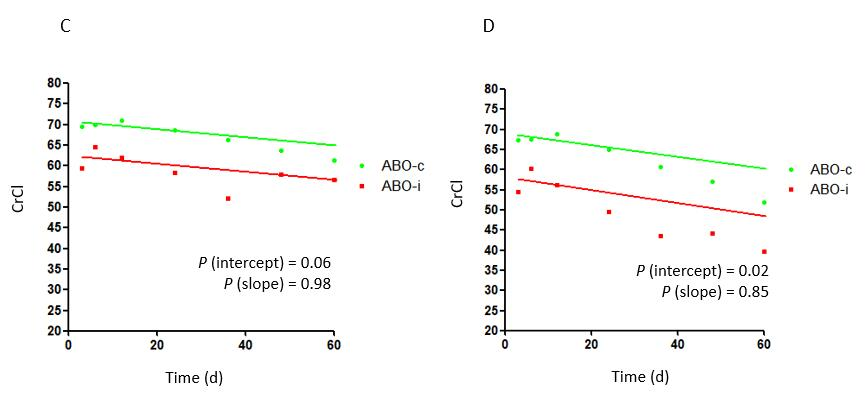 C
80
75
70
65
60
55
50
45
40
35
30
25
20
CrCl
0 20 40 60
Time (d)
ABO-c
ABO-i
P (intercept) = 0.06
P (slope) = 0.98
D
80
75
70
65
60
55
50
45
40
35
30
25
20
CrCl
0 20 40 60
Time (d)
ABO-c
ABO-i
P (intercept) = 0.02
P (slope) = 0.85